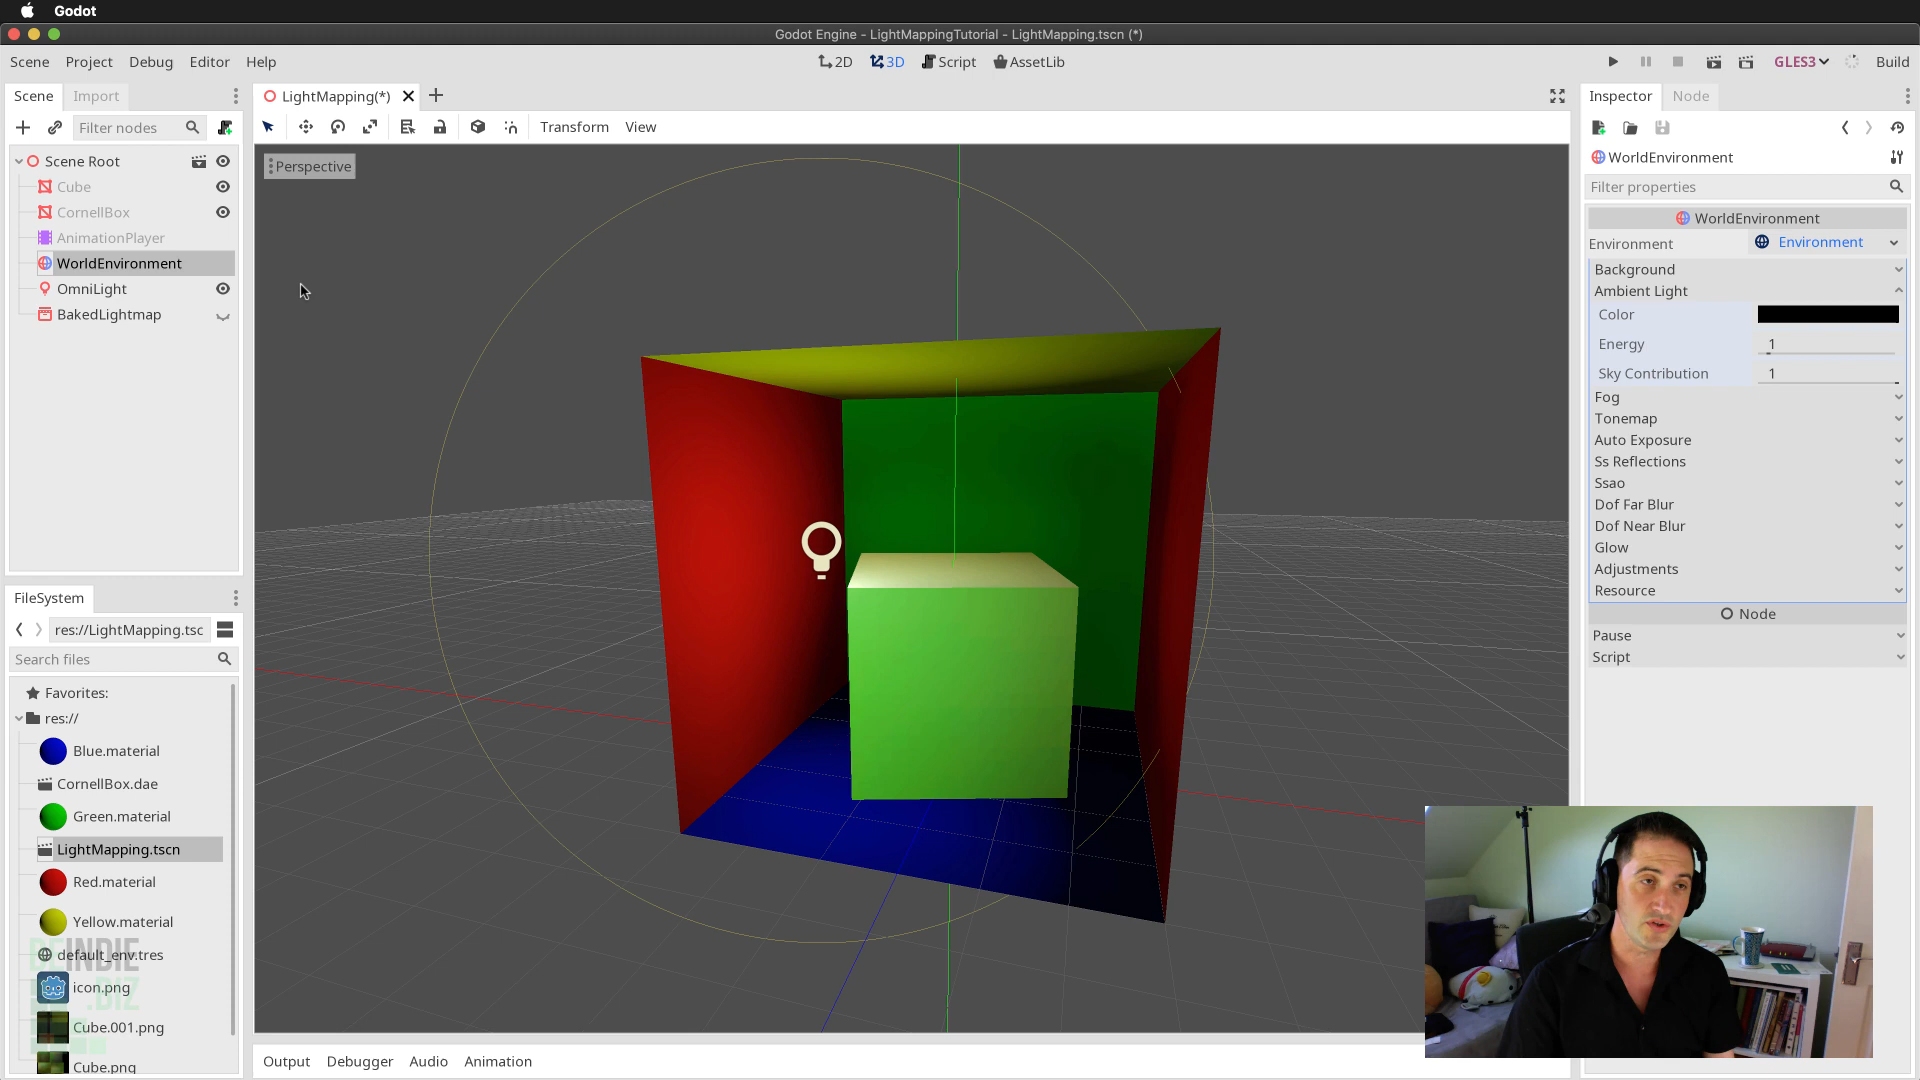 Godot
Godot Engine - LightMappingTutorial - LightMapping.tscn (*)
Scene Project Debug Editor Help
2D 3D Script AssetLib
GLES3 Build
Scene Import
LightMapping(*)
Inspector Node
Filter nodes
Transform View
Scene Root
Cube
CornellBox
AnimationPlayer
WorldEnvironment
OmniLight
BakedLightmap
Perspective
WorldEnvironment
Filter properties
WorldEnvironment
Environment Environment
Background
Ambient Light
Color
Energy 1
Sky Contribution 1
Fog
Tonemap
Auto Exposure
Ss Reflections
Ssao
Dof Far Blur
Dof Near Blur
Glow
Adjustments
Resource
Node
Pause
Script
FileSystem
res://LightMapping.tsc
Search files
Favorites:
res://
Blue.material
CornellBox.dae
Green.material
LightMapping.tscn
Red.material
Yellow.material
default_env.tres
icon.png
Cube.001.png
Cube.png
INDIE
.BIZ
Output Debugger Audio Animation